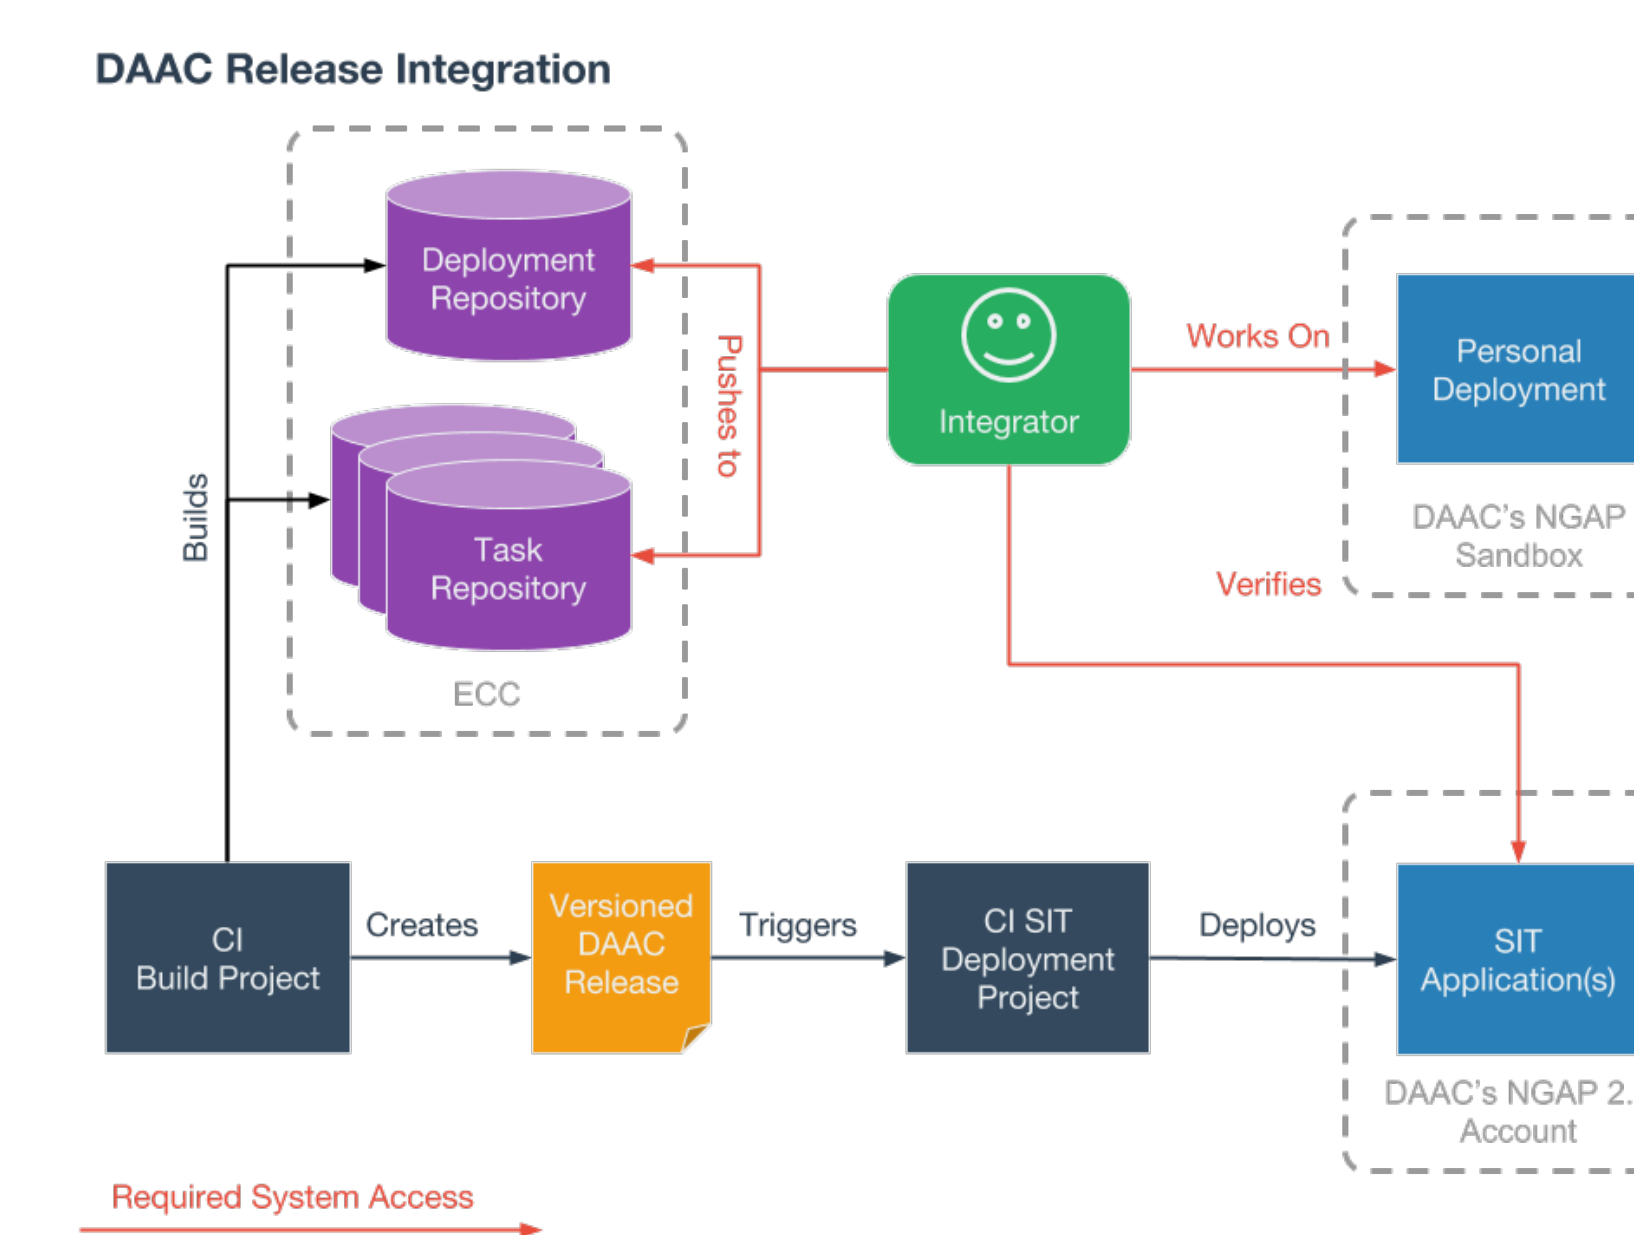 DAAC Release Integration
Deployment
Repository
Task
Repository
ECC
Builds
Pushes to
Integrator
Works On
Personal
Deployment
DAAC's NGAP
Sandbox
Verifies
CI
Build Project
Creates
Versioned
DAAC
Release
Triggers
CI SIT
Deployment
Project
Deploys
SIT
Application(s)
DAAC's NGAP 2.
Account
Required System Access